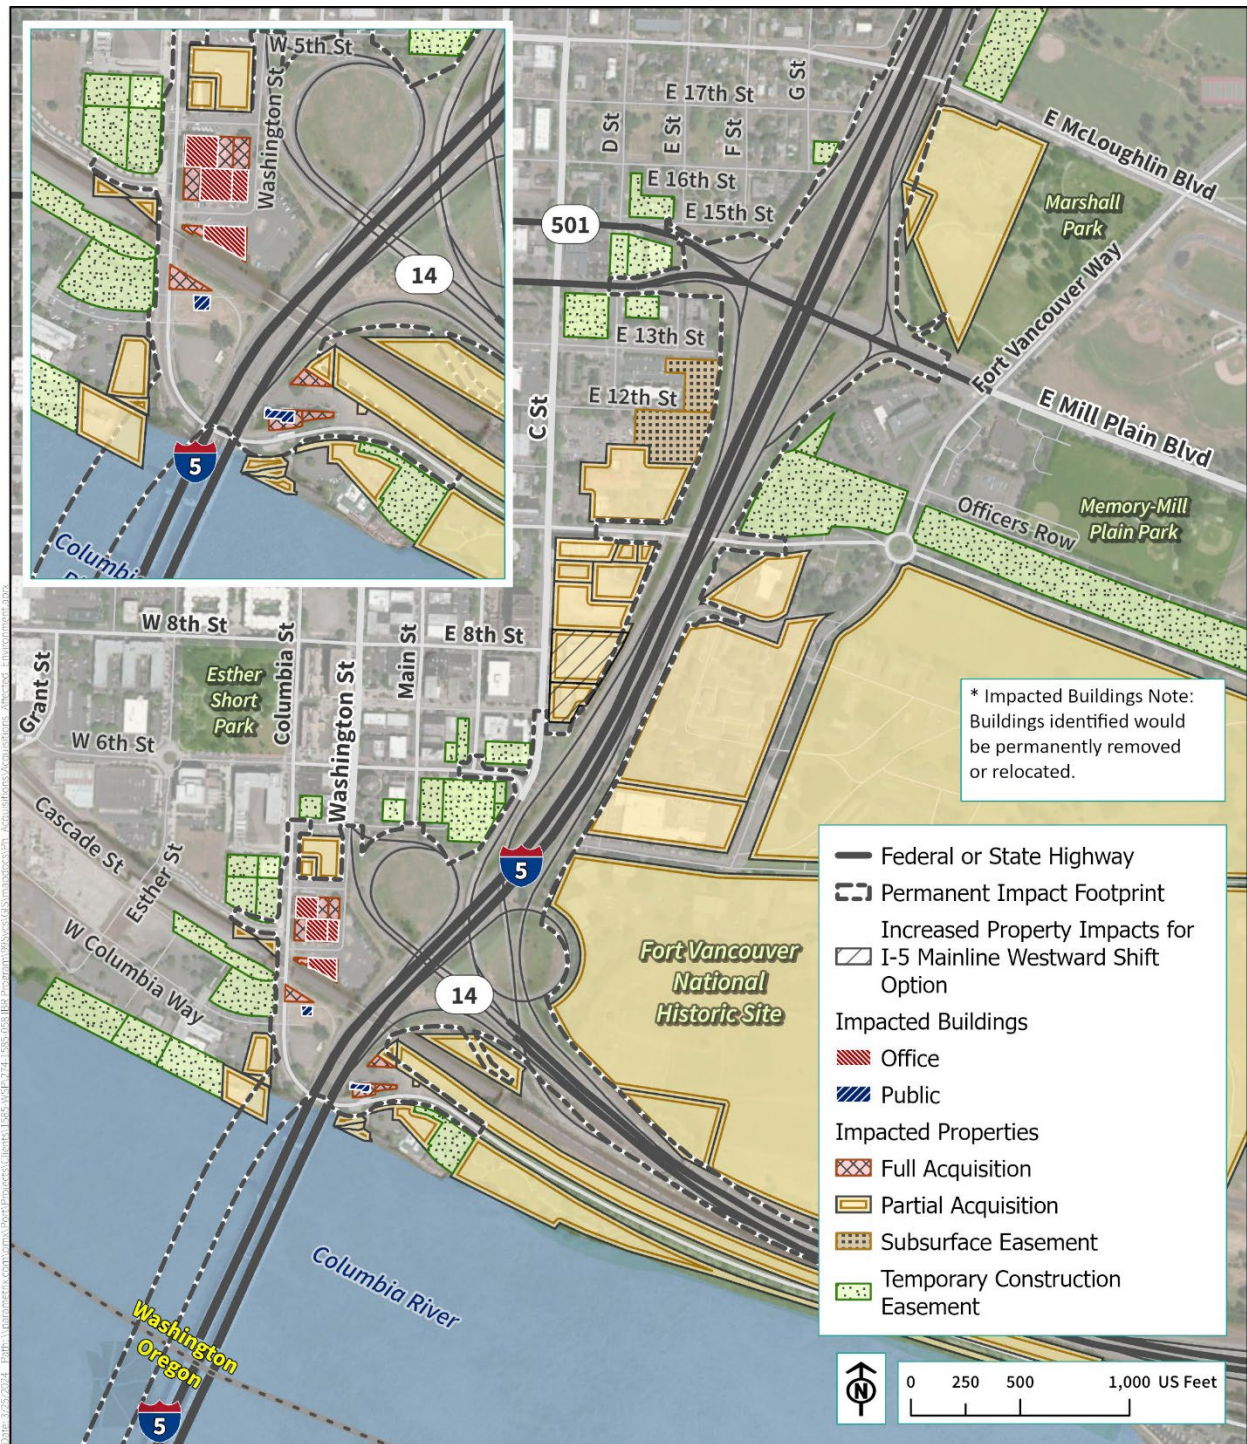 W 5th St
Washington St
14
5
Columbia
E 17th St
G St
D St
E St
F St
E McLoughlin Blvd
E 16th St
E 15th St
Marshall
Park
501
Fort Vancouver Way
E 13th St
E 12th St
C St
E Mill Plain Blvd
Memory-Mill
Plain Park
Officers Row
W 8th St
E 8th St
Grant St
Esther
Short
Park
Columbia St
Washington St
Main St
W 6th St
* Impacted Buildings Note:
Buildings identified would
be permanently removed
or relocated.
Cascade St
Esther St
W Columbia Way
5
14
Fort Vancouver
National
Historic Site
Federal or State Highway
Permanent Impact Footprint
Increased Property Impacts for
I-5 Mainline Westward Shift
Option
Impacted Buildings
Office
Public
Impacted Properties
Full Acquisition
Partial Acquisition
Subsurface Easement
Temporary Construction
Easement
Columbia River
Washington
Oregon
5
N
0 250 500 1,000 US Feet
Date: 3/25/2024